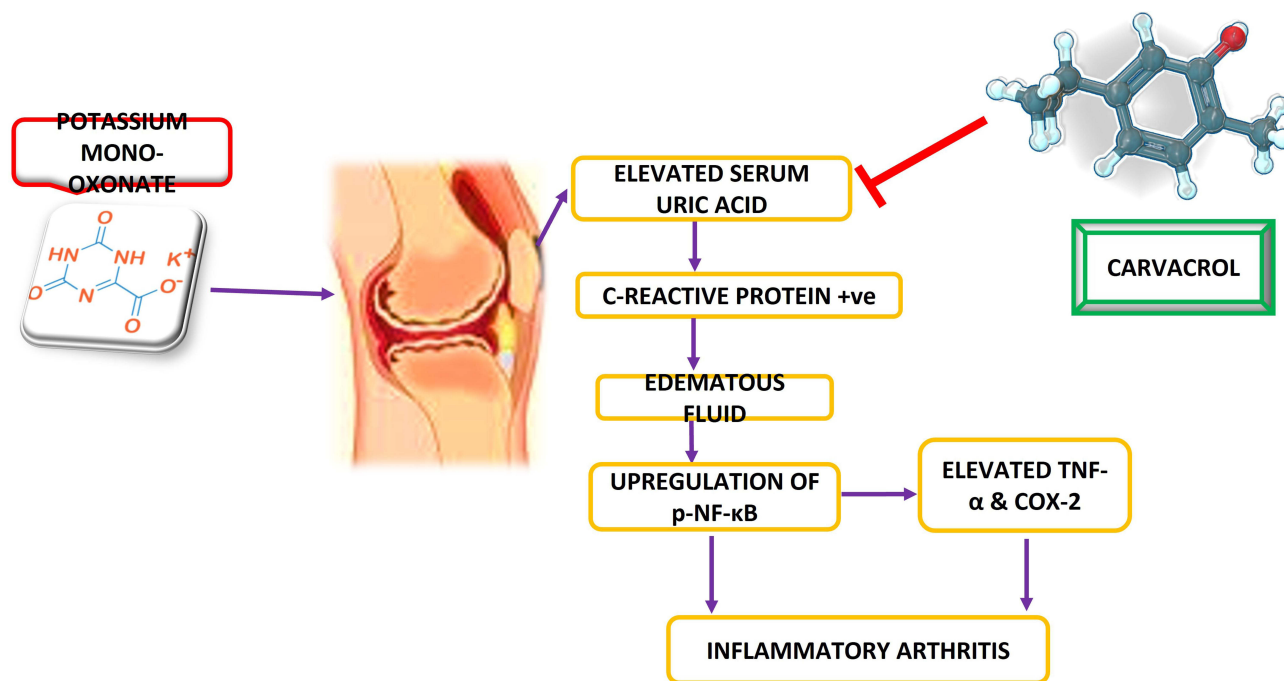 POTASSIUM
MONO-
OXONATE
O
HN
NH
K+
O
N
O-
O
ELEVATED SERUM
URIC ACID
C-REACTIVE PROTEIN +ve
EDEMATOUS
FLUID
UPREGULATION OF
p-NF-κB
ELEVATED TNF-
α & COX-2
INFLAMMATORY ARTHRITIS
CARVACROL